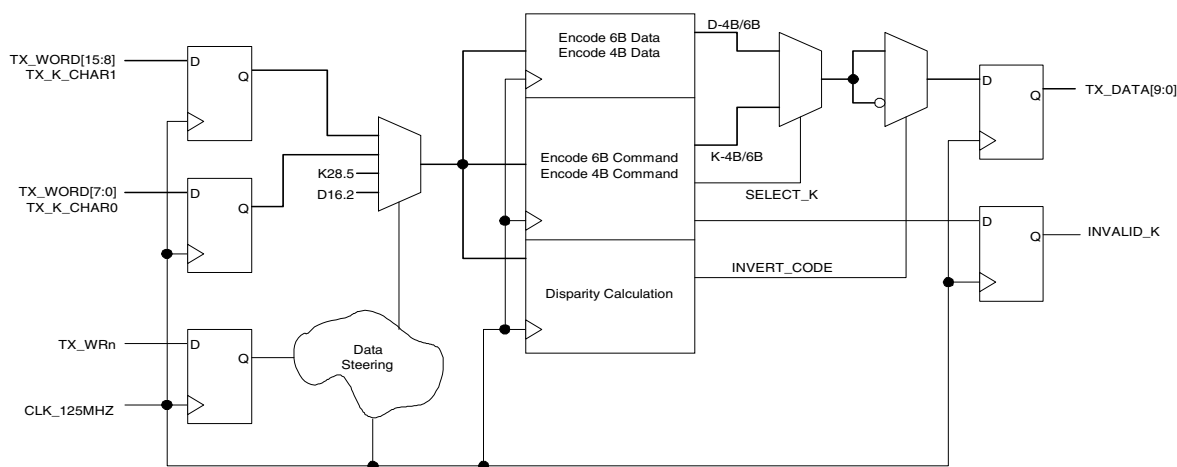 TX_WORD[15:8]
TX_K_CHAR1
D
Q
TX_WORD[7:0]
TX_K_CHAR0
D
Q
TX_WRn
D
Q
CLK_125MHZ
K28.5
D16.2
Data
Steering
Encode 6B Data
Encode 4B Data
Encode 6B Command
Encode 4B Command
Disparity Calculation
D-4B/6B
K-4B/6B
SELECT_K
INVERT_CODE
D
Q
TX_DATA[9:0]
D
Q
INVALID_K